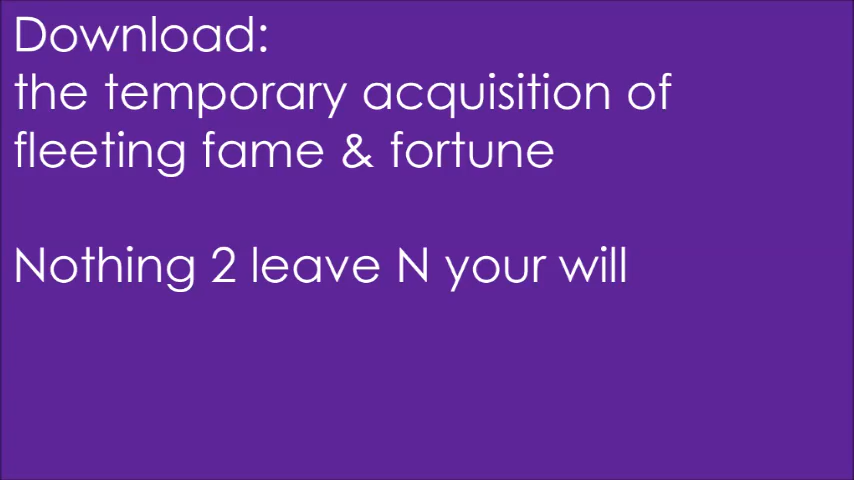 Download:
the temporary acquisition of
fleeting fame & fortune
Nothing 2 leave N your will